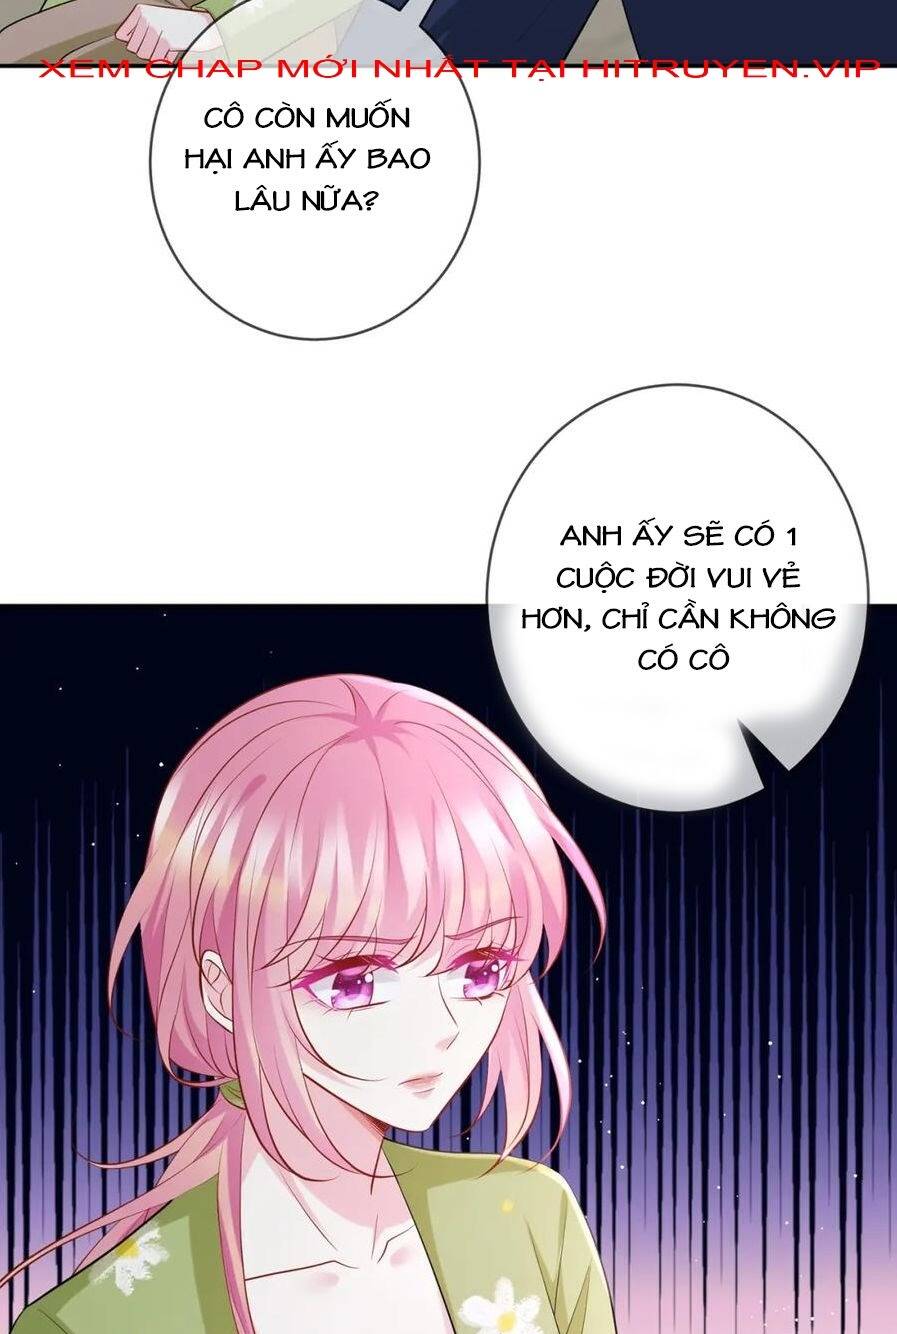 XEM CHAP MỚI NHẤT TẠI HITRUYEN.VIP
CÔ CÒN MUỐN
HẠI ANH ẤY BAO
LÂU NỮA?
ANH ẤY SẼ CÓ 1
CUỘC ĐỜI VUI VẺ
HƠN, CHỈ CẦN KHÔNG
CÓ CÔ